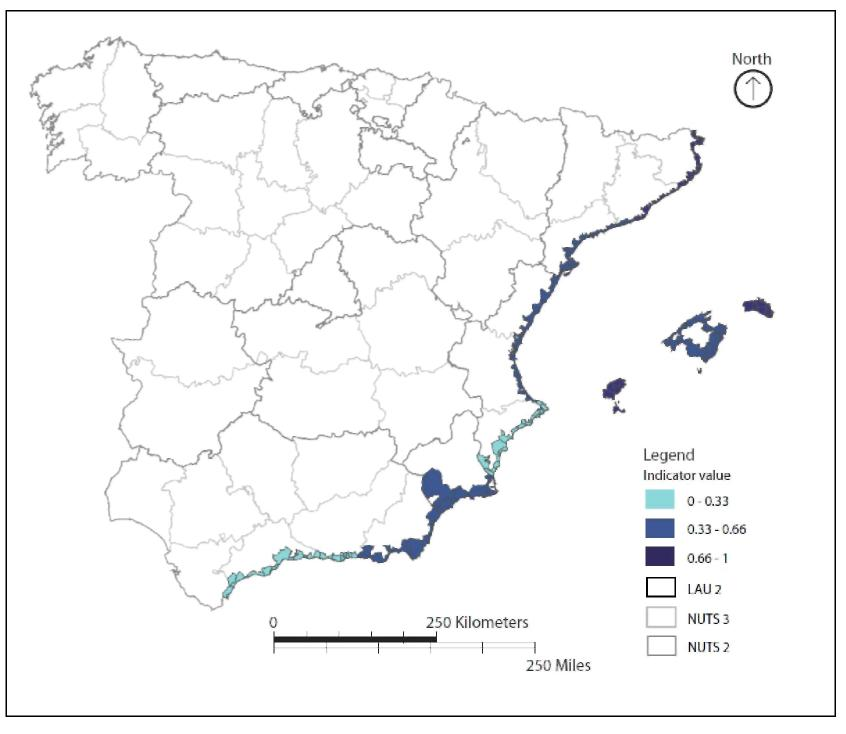 North
Legend
Indicator value
0 - 0.33
0.33 - 0.66
0.66 - 1
LAU 2
NUTS 3
NUTS 2
0 250 Kilometers
250 Miles